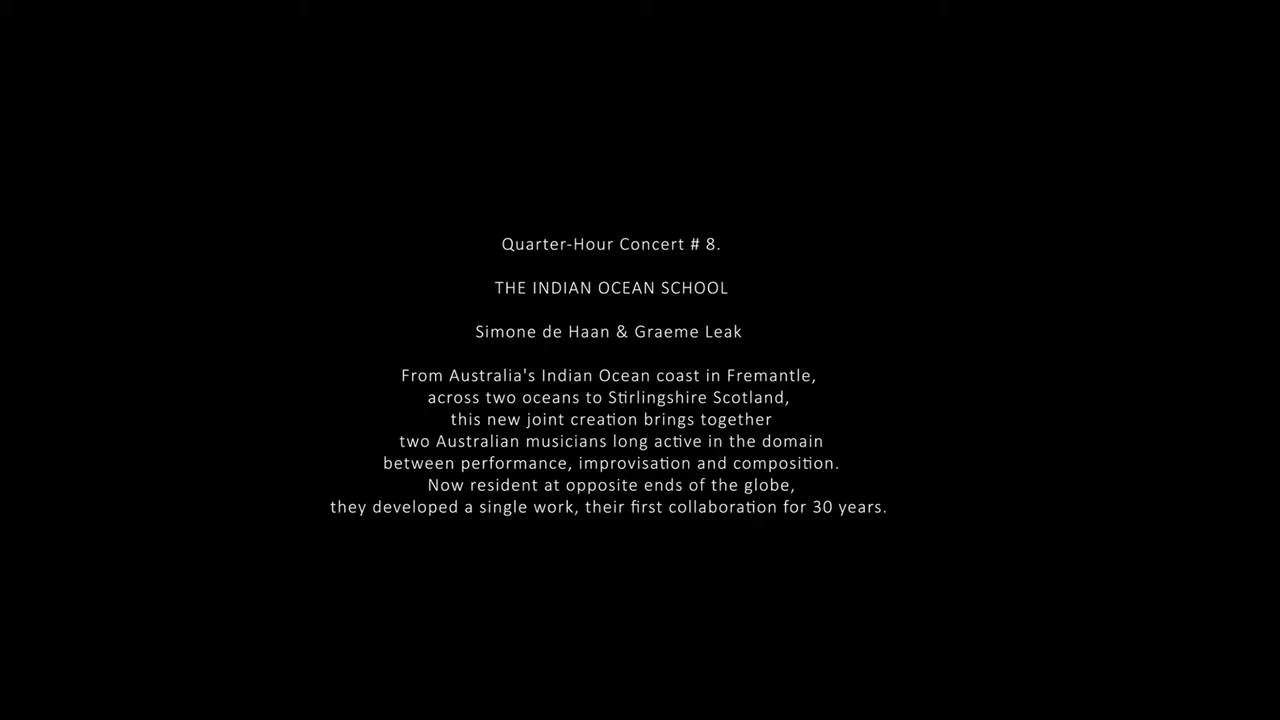 Quarter-Hour Concert # 8.
THE INDIAN OCEAN SCHOOL
Simone de Haan & Graeme Leak
From Australia's Indian Ocean coast in Fremantle,
across two oceans to Stirlingshire Scotland,
this new joint creation brings together
two Australian musicians long active in the domain
between performance, improvisation and composition.
Now resident at opposite ends of the globe,
they developed a single work, their first collaboration for 30 years.